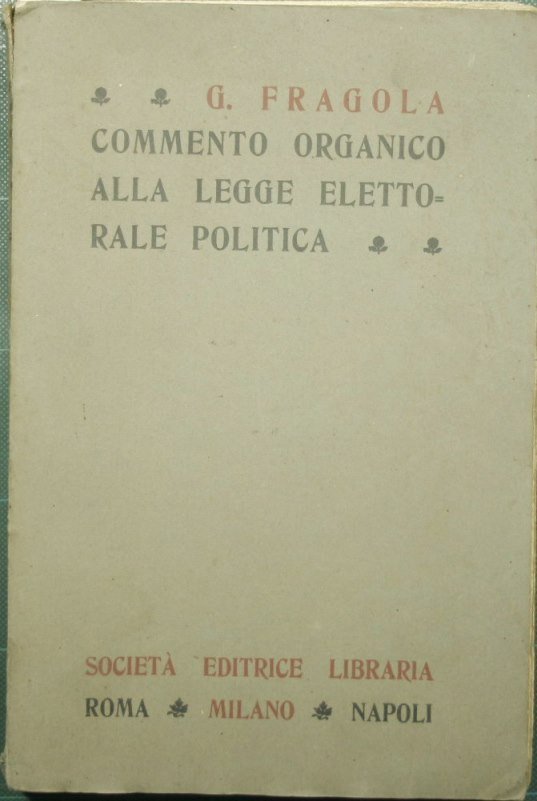 G. FRAGOLA
COMMENTO ORGANICO
ALLA LEGGE ELETTO=
RALE POLITICA
SOCIETÀ EDITRICE LIBRARIA
ROMA MILANO NAPOLI